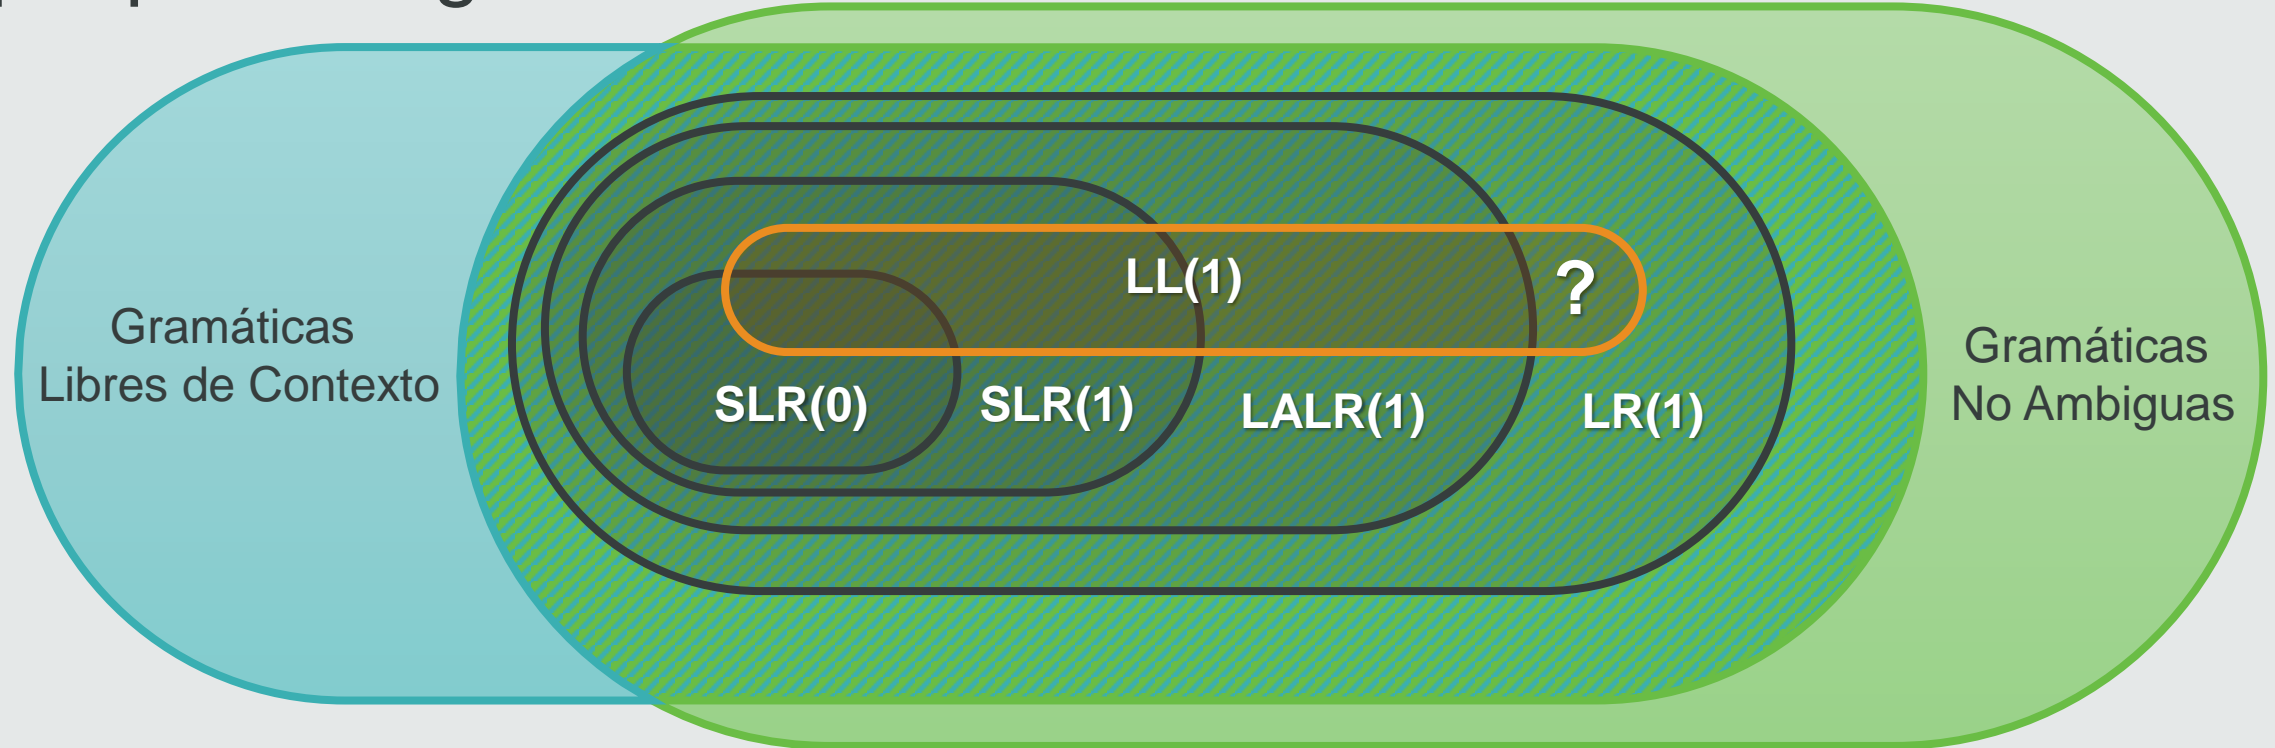 Gramáticas
Libres de Contexto
LL(1)
?
SLR(0)
SLR(1)
LALR(1)
LR(1)
Gramáticas
No Ambiguas